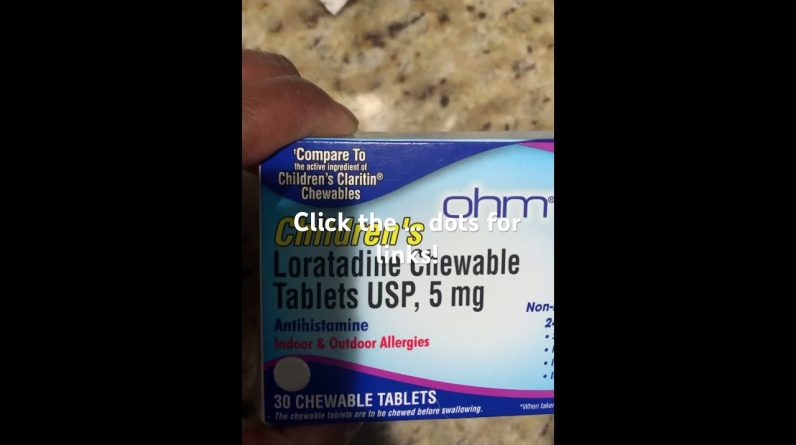 ‡Compare To
the active ingredient of
Children's Claritin®
Chewables
ohm®
Click the ... dots for
links!
Children's
Loratadine Chewable
Tablets USP, 5 mg
Antihistamine
Indoor & Outdoor Allergies
Non-
24
30 CHEWABLE TABLETS
The chewable tablets are to be chewed before swallowing.
*When taken